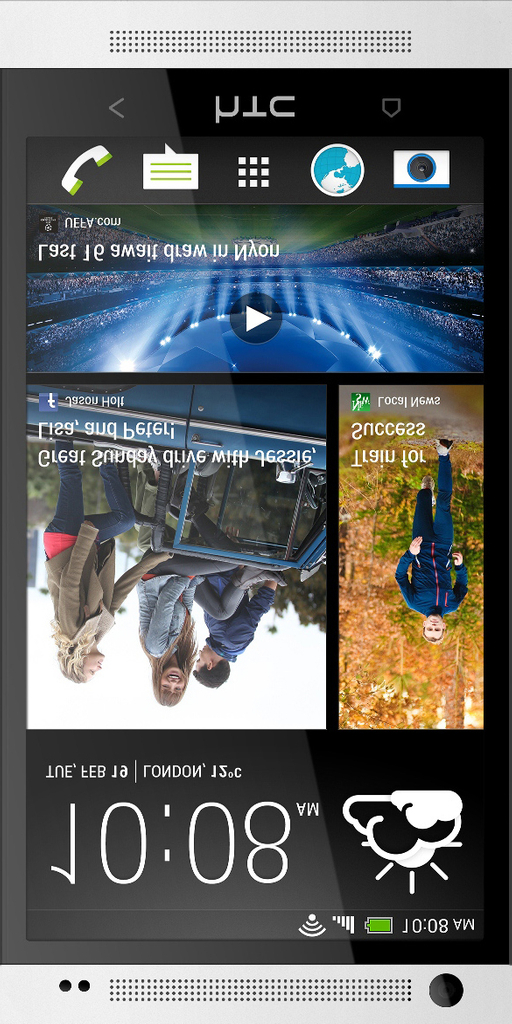 10:08 AM
10:08 AM
TUE, FEB 19 | LONDON, 12°C
Great Sunday drive with Jessie,
Lisa, and Peter!
Jason Holt
Train for
Success
Local News
Last 16 await draw in Nyon
UEFA.com
hTC